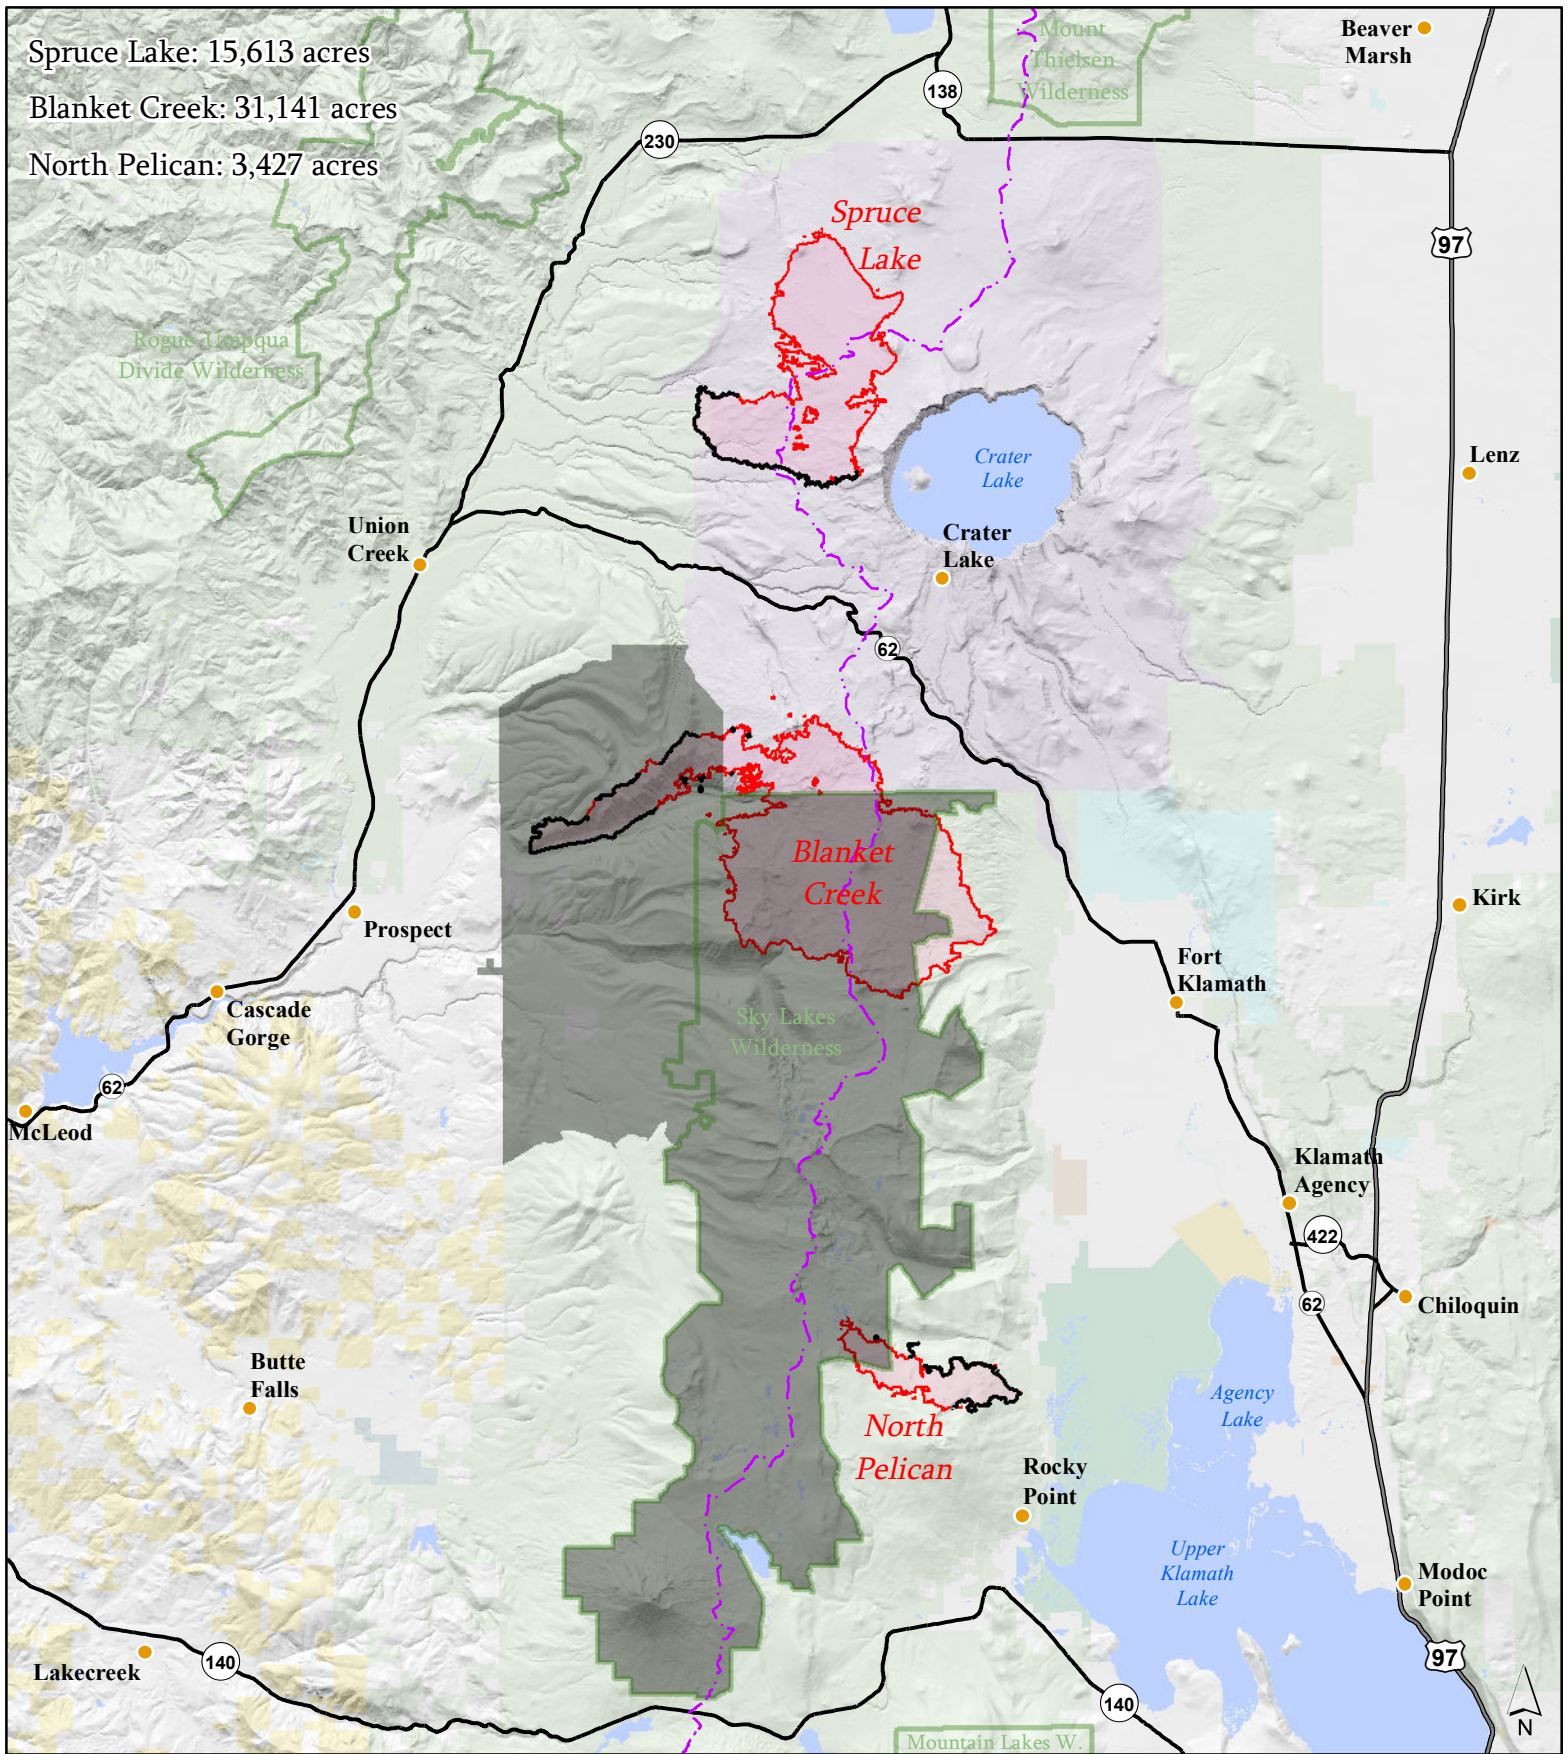 Spruce Lake: 15,613 acres
Blanket Creek: 31,141 acres
North Pelican: 3,427 acres
Mount
Thielsen
Wilderness
Beaver
Marsh
138
230
97
Spruce
Lake
Rogue-Umpqua
Divide Wilderness
Crater
Lake
Lenz
Union
Creek
Crater
Lake
62
Blanket
Creek
Kirk
Prospect
Fort
Klamath
Cascade
Gorge
Sky Lakes
Wilderness
62
McLeod
Klamath
Agency
422
62
Chiloquin
Butte
Falls
Agency
Lake
North
Pelican
Rocky
Point
Upper
Klamath
Lake
Modoc
Point
Lakecreek
140
97
140
N
Mountain Lakes W.